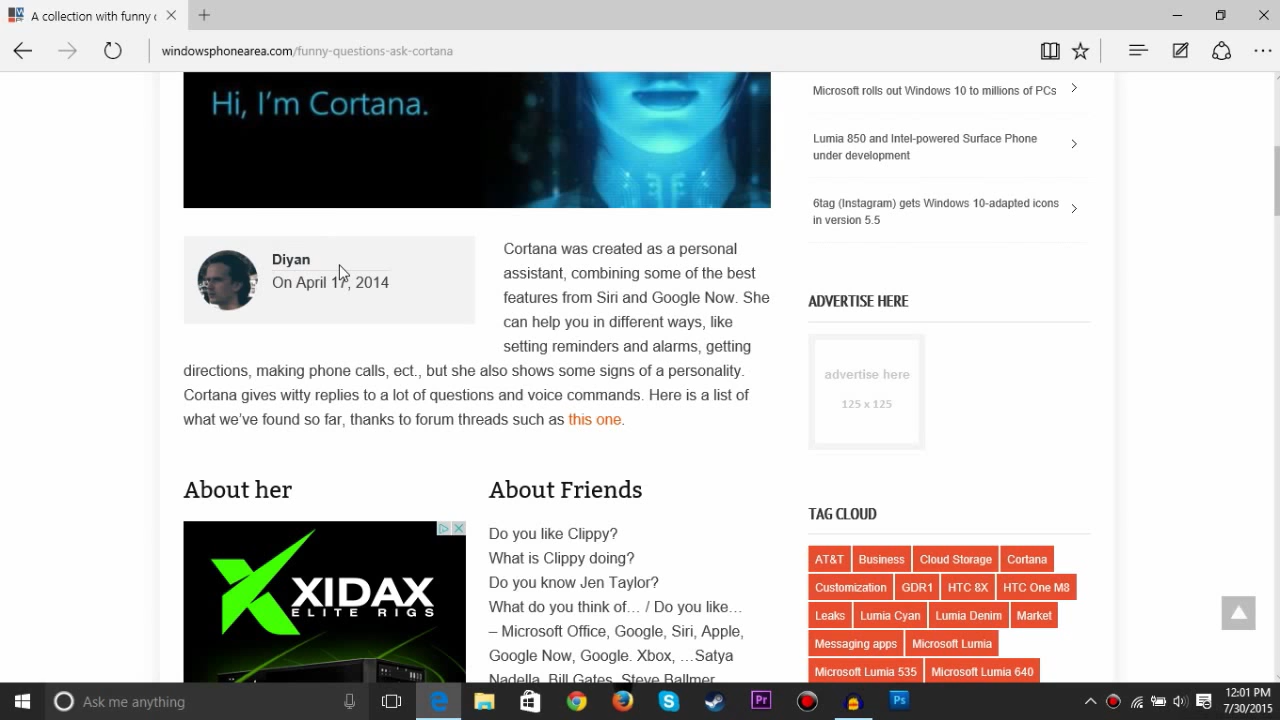 A collection with funny
windowsphonearea.com/funny-questions-ask-cortana
Hi, I'm Cortana.
Diyan
On April 17, 2014
Cortana was created as a personal
assistant, combining some of the best
features from Siri and Google Now. She
can help you in different ways, like
setting reminders and alarms, getting
directions, making phone calls, ect., but she also shows some signs of a personality.
Cortana gives witty replies to a lot of questions and voice commands. Here is a list of
what we've found so far, thanks to forum threads such as this one.
About her
XIDAX
ELITE RIGS
About Friends
Do you like Clippy?
What is Clippy doing?
Do you know Jen Taylor?
What do you think of… / Do you like…
– Microsoft Office, Google, Siri, Apple,
Google Now, Google. Xbox, …Satya
Nadella, Bill Gates, Steve Ballmer
Microsoft rolls out Windows 10 to millions of PCs
Lumia 850 and Intel-powered Surface Phone
under development
6tag (Instagram) gets Windows 10-adapted icons
in version 5.5
ADVERTISE HERE
advertise here
125 x 125
TAG CLOUD
AT&T Business Cloud Storage Cortana
Customization GDR1 HTC 8X HTC One M8
Leaks Lumia Cyan Lumia Denim Market
Messaging apps Microsoft Lumia
Microsoft Lumia 535 Microsoft Lumia 640
Ask me anything
Pr
Ps
12:01 PM
7/30/2015